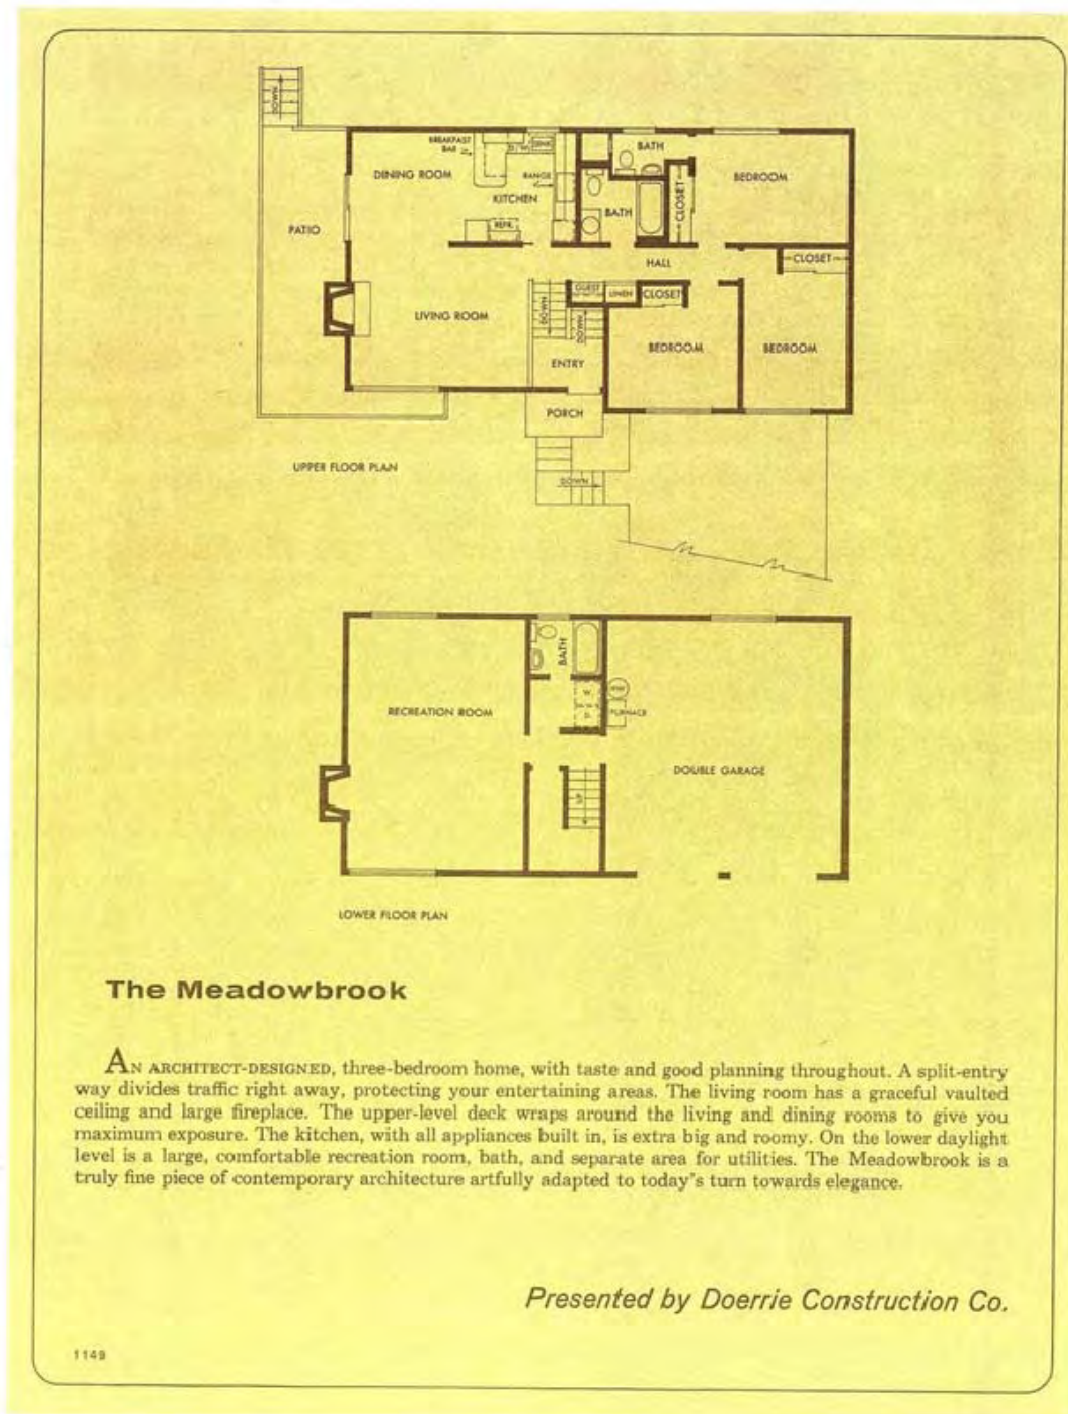 DOWN
BREAKFAST
BAR
D/W
SINK
BATH
DINING ROOM
RANGE
BEDROOM
KITCHEN
CLOSET
BATH
PATIO
REFR.
HALL
CLOSET
GUEST
LINEN
CLOSET
DOWN
LIVING ROOM
DOWN
BEDROOM
BEDROOM
ENTRY
PORCH
UPPER FLOOR PLAN
DOWN
BATH
RECREATION ROOM
W
D
FURNACE
DOUBLE GARAGE
UP
LOWER FLOOR PLAN
The Meadowbrook
AN ARCHITECT-DESIGNED, three-bedroom home, with taste and good planning throughout. A split-entry
way divides traffic right away, protecting your entertaining areas. The living room has a graceful vaulted
ceiling and large fireplace. The upper-level deck wraps around the living and dining rooms to give you
maximum exposure. The kitchen, with all appliances built in, is extra big and roomy. On the lower daylight
level is a large, comfortable recreation room, bath, and separate area for utilities. The Meadowbrook is a
truly fine piece of contemporary architecture artfully adapted to today"s turn towards elegance.
Presented by Doerrie Construction Co.
1149